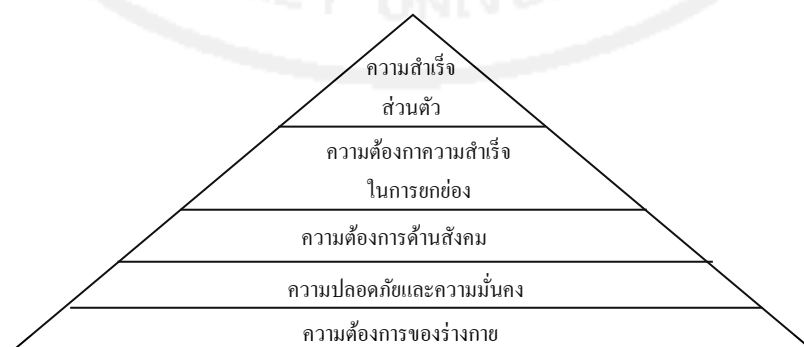 ความสำเร็จ
ส่วนตัว
ความต้องกาความสำเร็จ
ในการยกย่อง
ความต้องการด้านสังคม
ความปลอดภัยและความมั่นคง
ความต้องการของร่างกาย